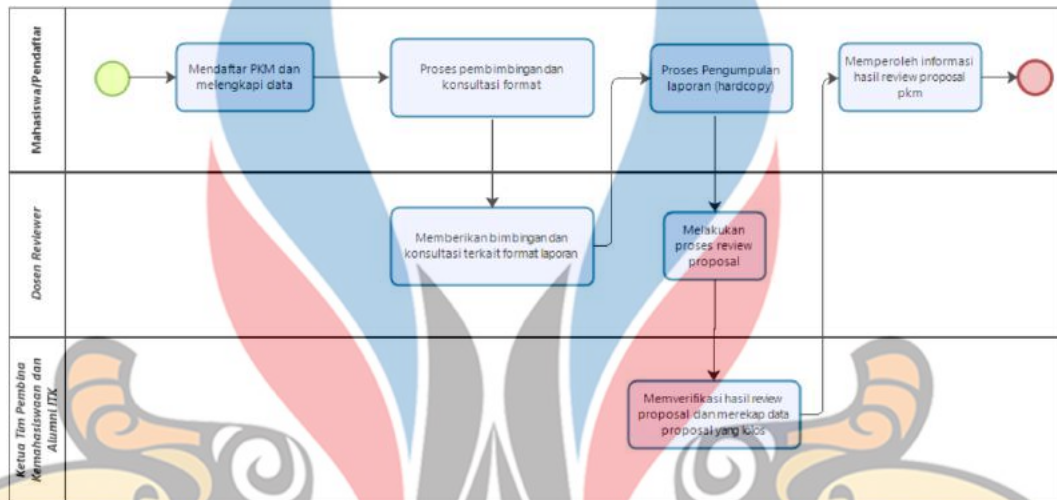 Mahasiswa/Pendaftar
Mendaftar PKM dan
melengkapi data
Proses pembimbingan dan
konsultasi format
Proses Pengumpulan
laporan (hardcopy)
Memperoleh informasi
hasil review proposal
pkm
Dosen Reviewer
Memberikan bimbingan dan
konsultasi terkait format laporan
Melakukan
proses review
proposal
Ketua Tim Pembina
Kemahasiswaan dan
Alumni ITK
Memverifikasi hasil review
proposal dan merekap data
proposal yang lolos